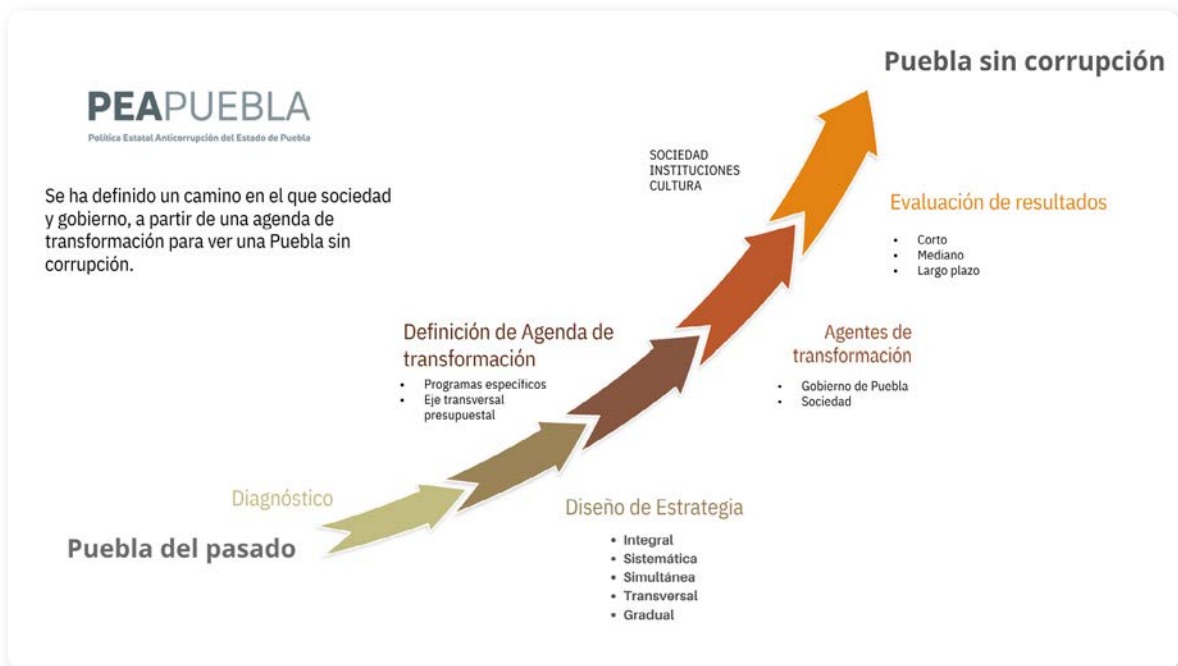 Puebla sin corrupción
PEAPUEBLA
Política Estatal Anticorrupción del Estado de Puebla
Se ha definido un camino en el que sociedad
y gobierno, a partir de una agenda de
transformación para ver una Puebla sin
corrupción.
SOCIEDAD
INSTITUCIONES
CULTURA
Evaluación de resultados
• Corto
• Mediano
• Largo plazo
Definición de Agenda de
transformación
• Programas específicos
• Eje transversal
presupuestal
Agentes de
transformación
• Gobierno de Puebla
• Sociedad
Diagnóstico
Puebla del pasado
Diseño de Estrategia
• Integral
• Sistemática
• Simultánea
• Transversal
• Gradual